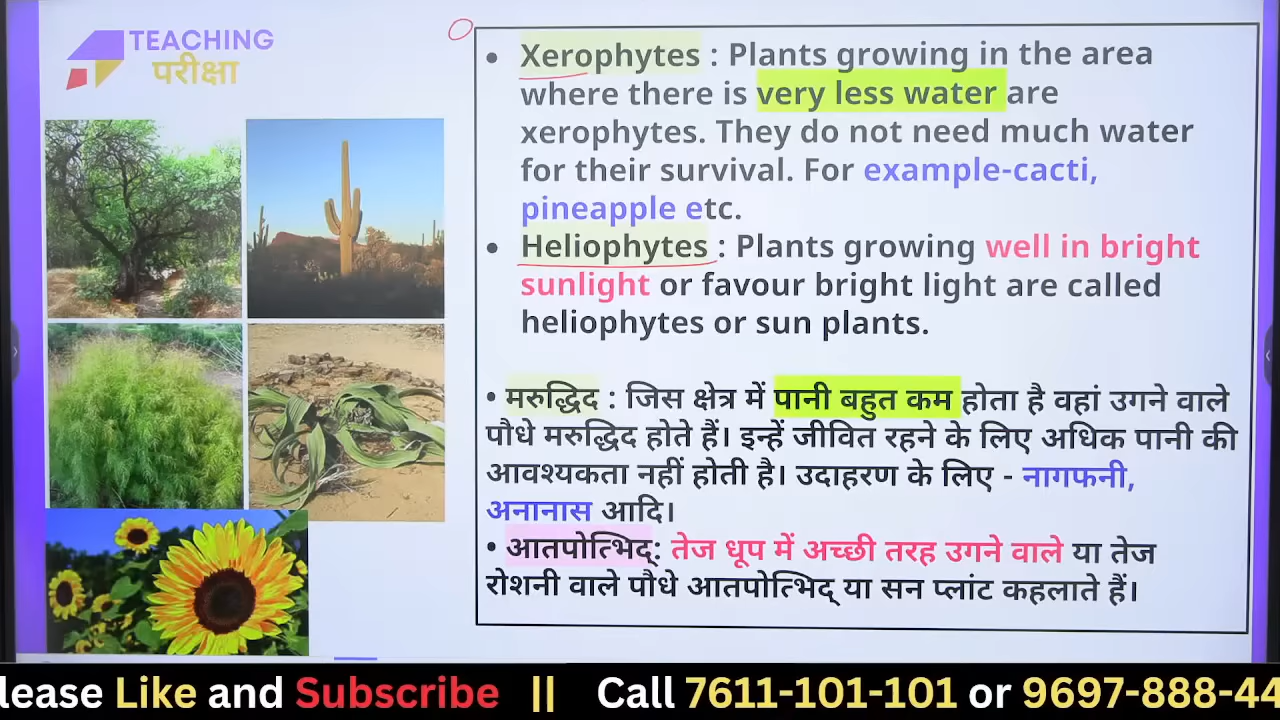 TEACHING
परीक्षा
• Xerophytes : Plants growing in the area
where there is very less water are
xerophytes. They do not need much water
for their survival. For example-cacti,
pineapple etc.
• Heliophytes : Plants growing well in bright
sunlight or favour bright light are called
heliophytes or sun plants.
• मरुद्भिद : जिस क्षेत्र में पानी बहुत कम होता है वहां उगने वाले
पौधे मरुद्भिद होते हैं। इन्हें जीवित रहने के लिए अधिक पानी की
आवश्यकता नहीं होती है। उदाहरण के लिए - नागफनी,
अनानास आदि।
• आतपोत्भिद्: तेज धूप में अच्छी तरह उगने वाले या तेज
रोशनी वाले पौधे आतपोत्भिद् या सन प्लांट कहलाते हैं।
lease Like and Subscribe || Call 7611-101-101 or 9697-888-44